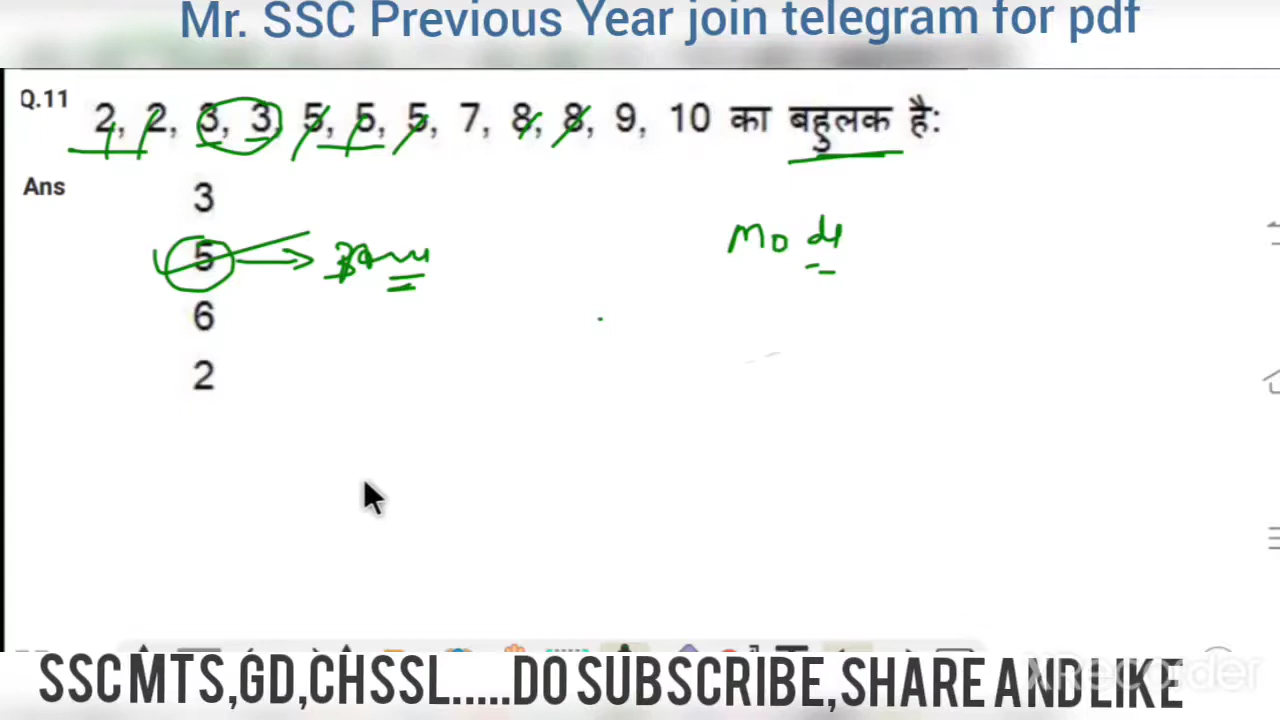 Mr. SSC Previous Year join telegram for pdf
Q.11 2, 2, 3, 3, 5, 5, 5, 7, 8, 8, 9, 10 का बहुलक है:
Ans 3
5
Mode
6
2
XRecorder
SSC MTS,GD,CHSSL.....DO SUBSCRIBE,SHARE AND LIKE